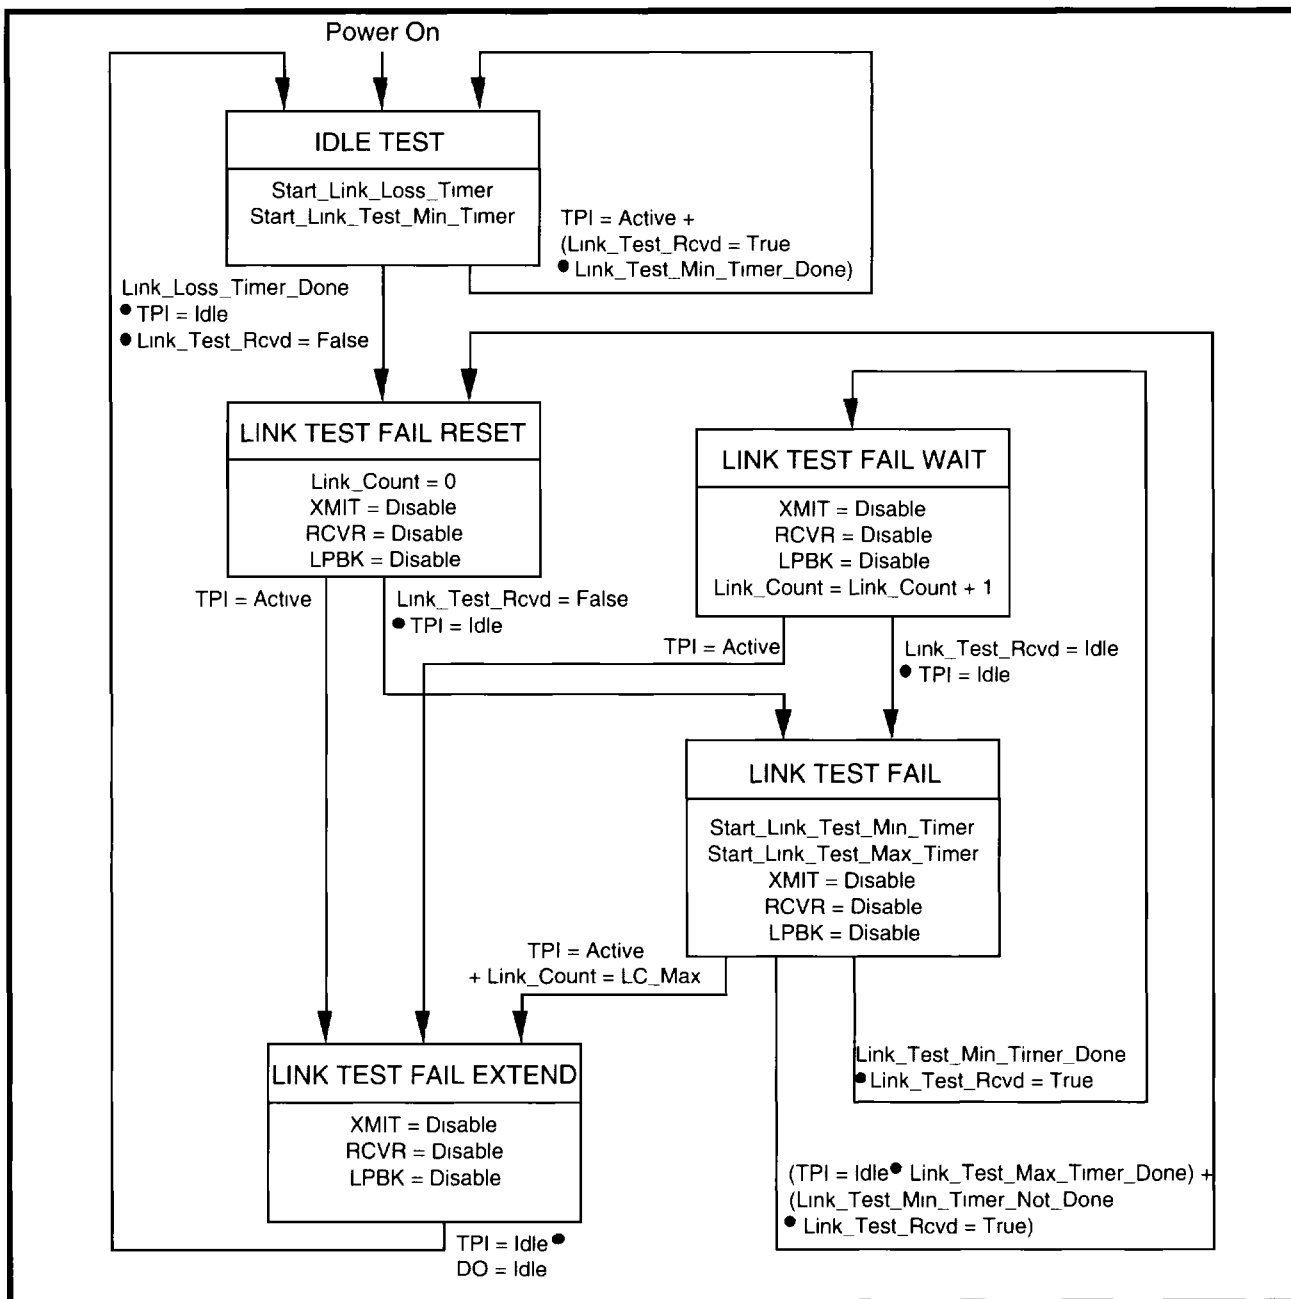 Power On
IDLE TEST
Start_Link_Loss_Timer
Start_Link_Test_Min_Timer
TPI = Active +
(Link_Test_Rcvd = True
● Link_Test_Min_Timer_Done)
Link_Loss_Timer_Done
● TPI = Idle
● Link_Test_Rcvd = False
LINK TEST FAIL RESET
Link_Count = 0
XMIT = Disable
RCVR = Disable
LPBK = Disable
LINK TEST FAIL WAIT
XMIT = Disable
RCVR = Disable
LPBK = Disable
Link_Count = Link_Count + 1
TPI = Active
Link_Test_Rcvd = False
● TPI = Idle
TPI = Active
Link_Test_Rcvd = Idle
● TPI = Idle
LINK TEST FAIL
Start_Link_Test_Min_Timer
Start_Link_Test_Max_Timer
XMIT = Disable
RCVR = Disable
LPBK = Disable
TPI = Active
+ Link_Count = LC_Max
LINK TEST FAIL EXTEND
XMIT = Disable
RCVR = Disable
LPBK = Disable
Link_Test_Min_Timer_Done
● Link_Test_Rcvd = True
(TPI = Idle ● Link_Test_Max_Timer_Done) +
(Link_Test_Min_Timer_Not_Done
● Link_Test_Rcvd = True)
TPI = Idle ●
DO = Idle